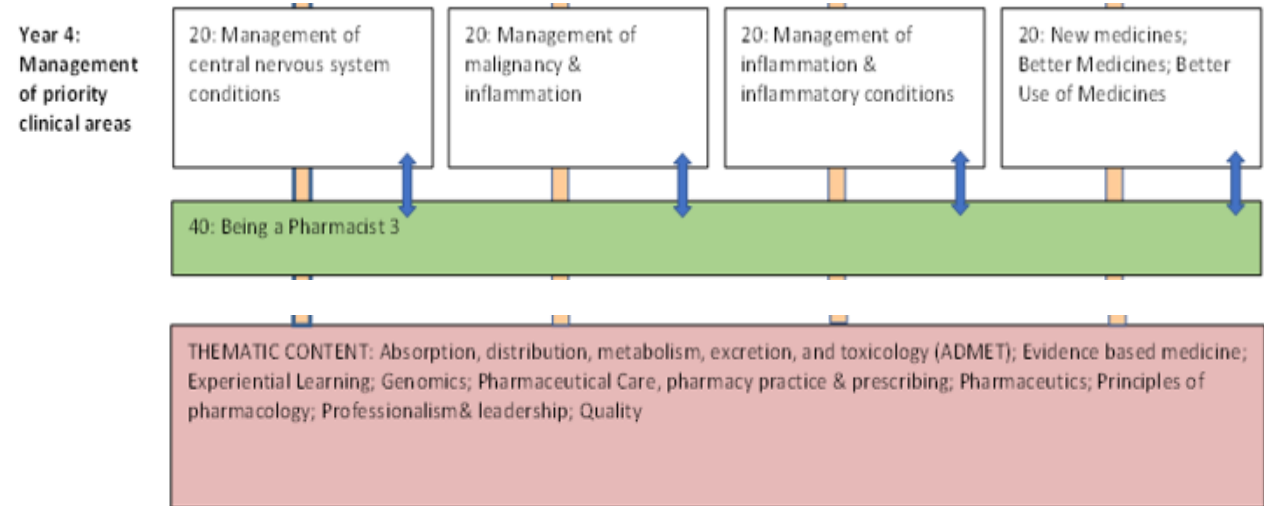 Year 4:
Management
of priority
clinical areas
20: Management of
central nervous system
conditions
20: Management of
malignancy &
inflammation
20: Management of
inflammation &
inflammatory conditions
20: New medicines;
Better Medicines; Better
Use of Medicines
40: Being a Pharmacist 3
THEMATIC CONTENT: Absorption, distribution, metabolism, excretion, and toxicology (ADMET); Evidence based medicine;
Experiential Learning; Genomics; Pharmaceutical Care, pharmacy practice & prescribing; Pharmaceutics; Principles of
pharmacology; Professionalism& leadership; Quality